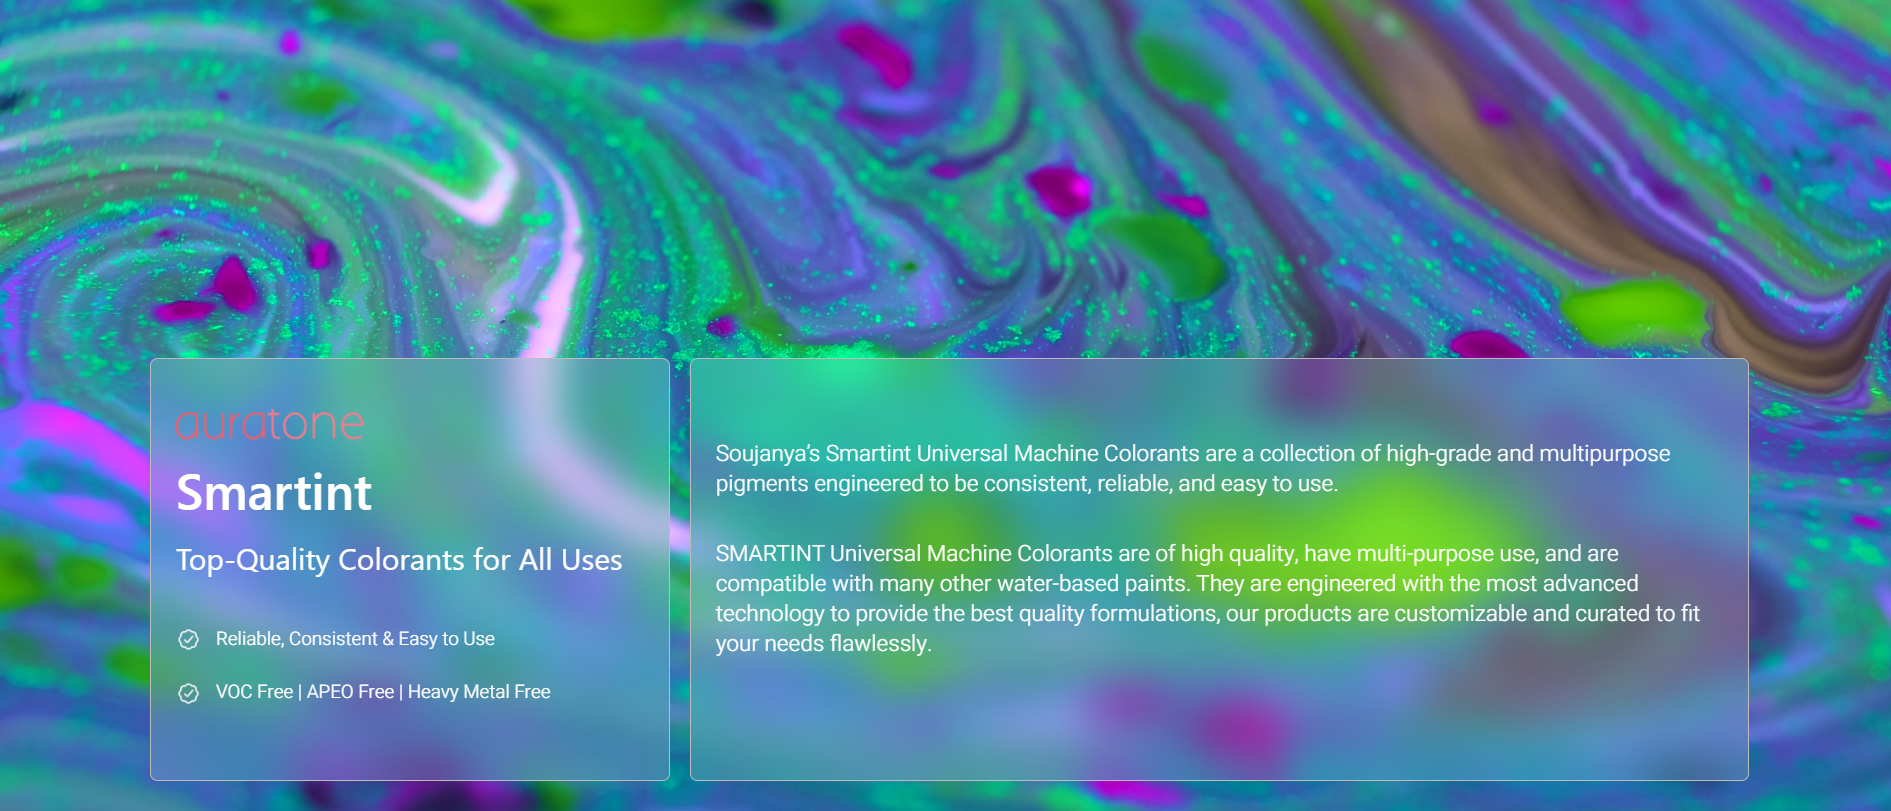 auratone
Smartint
Top-Quality Colorants for All Uses
Reliable, Consistent & Easy to Use
VOC Free | APEO Free | Heavy Metal Free
Soujanya’s Smartint Universal Machine Colorants are a collection of high-grade and multipurpose
pigments engineered to be consistent, reliable, and easy to use.
SMARTINT Universal Machine Colorants are of high quality, have multi-purpose use, and are
compatible with many other water-based paints. They are engineered with the most advanced
technology to provide the best quality formulations, our products are customizable and curated to fit
your needs flawlessly.